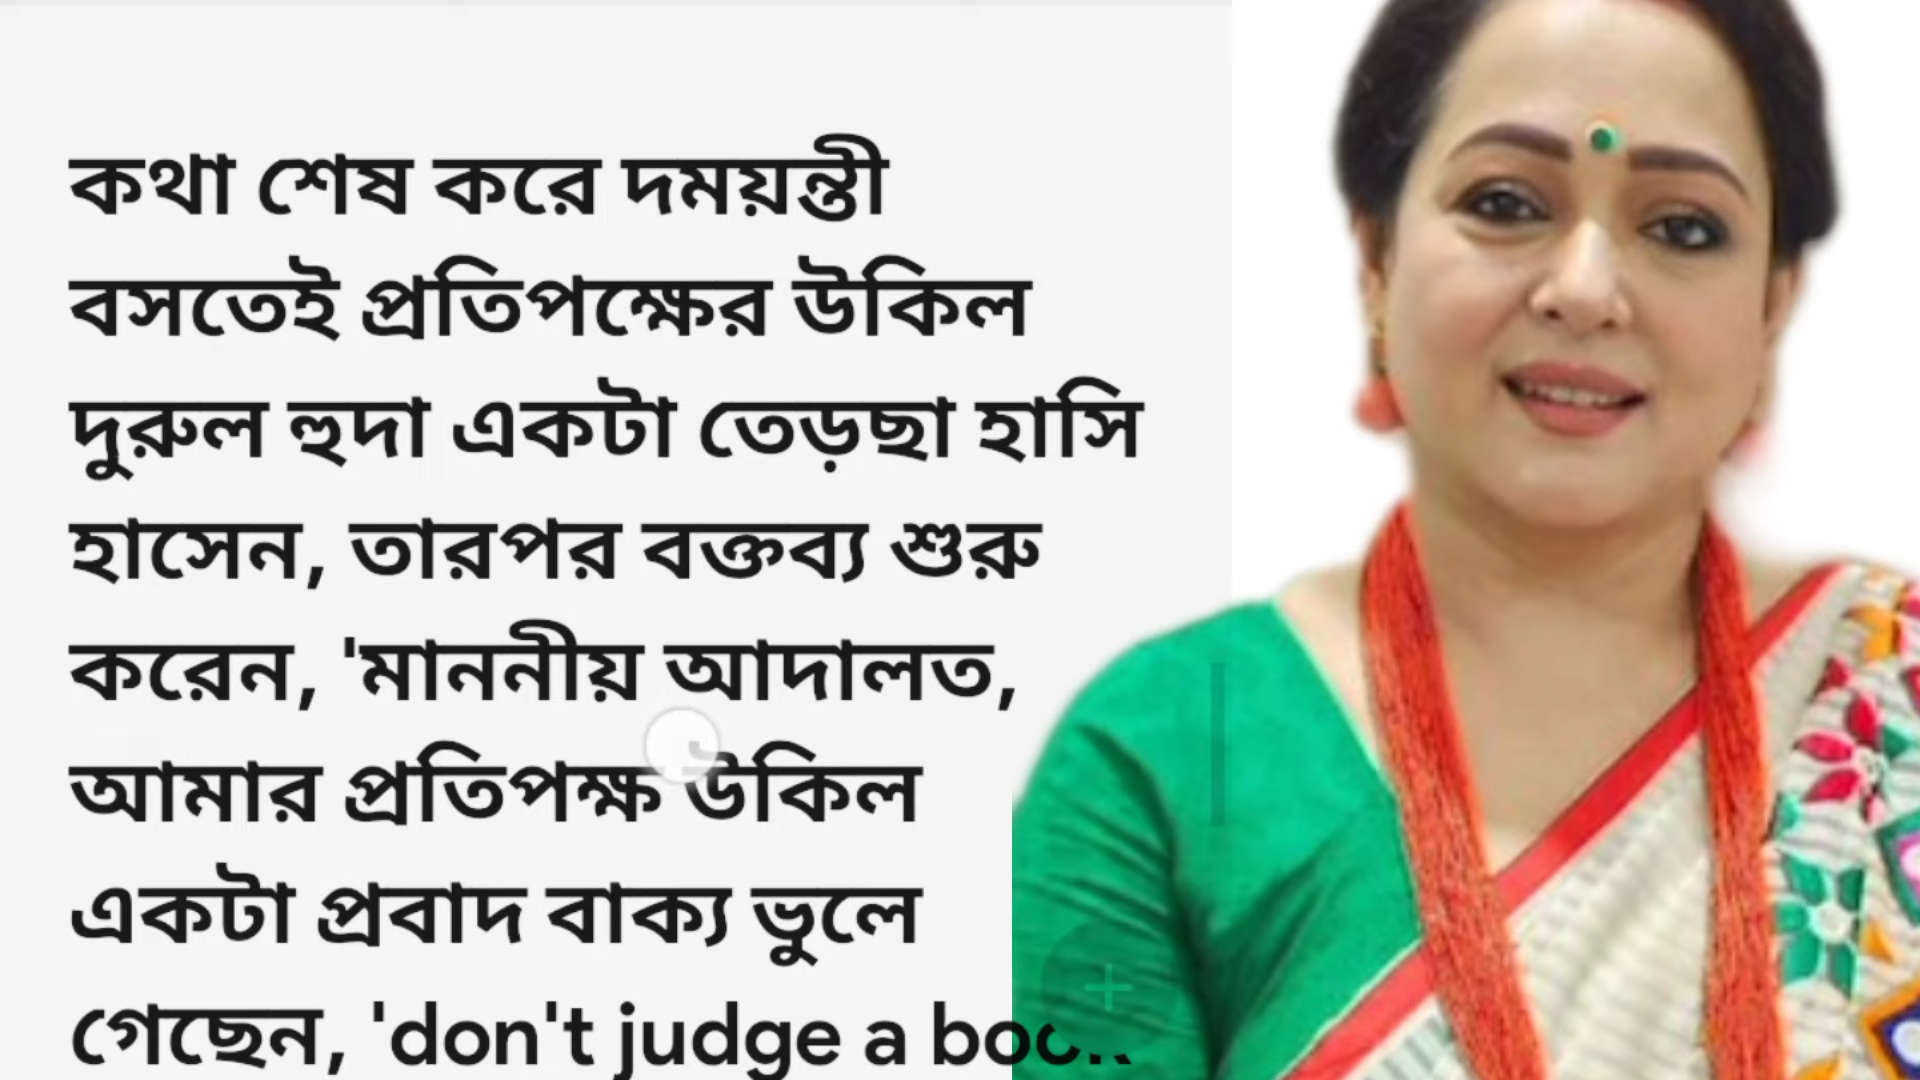 কথা শেষ করে দময়ন্তী
বসতেই প্রতিপক্ষের উকিল
দুরুল হুদা একটা তেড়ছা হাসি
হাসেন, তারপর বক্তব্য শুরু
করেন, 'মাননীয় আদালত,
আমার প্রতিপক্ষ উকিল
একটা প্রবাদ বাক্য ভুলে
গেছেন, 'don't judge a book